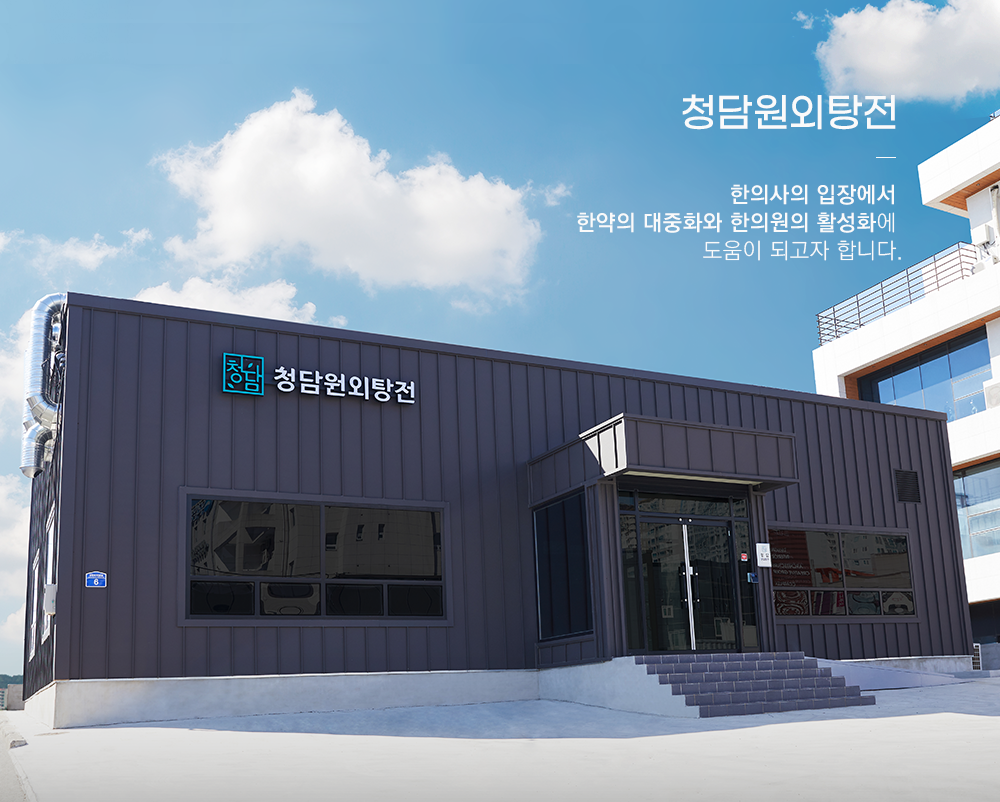 청담원외탕전
한의사의 입장에서
한약의 대중화와 한의원의 활성화에
도움이 되고자 합니다.
청담 청담원외탕전
6